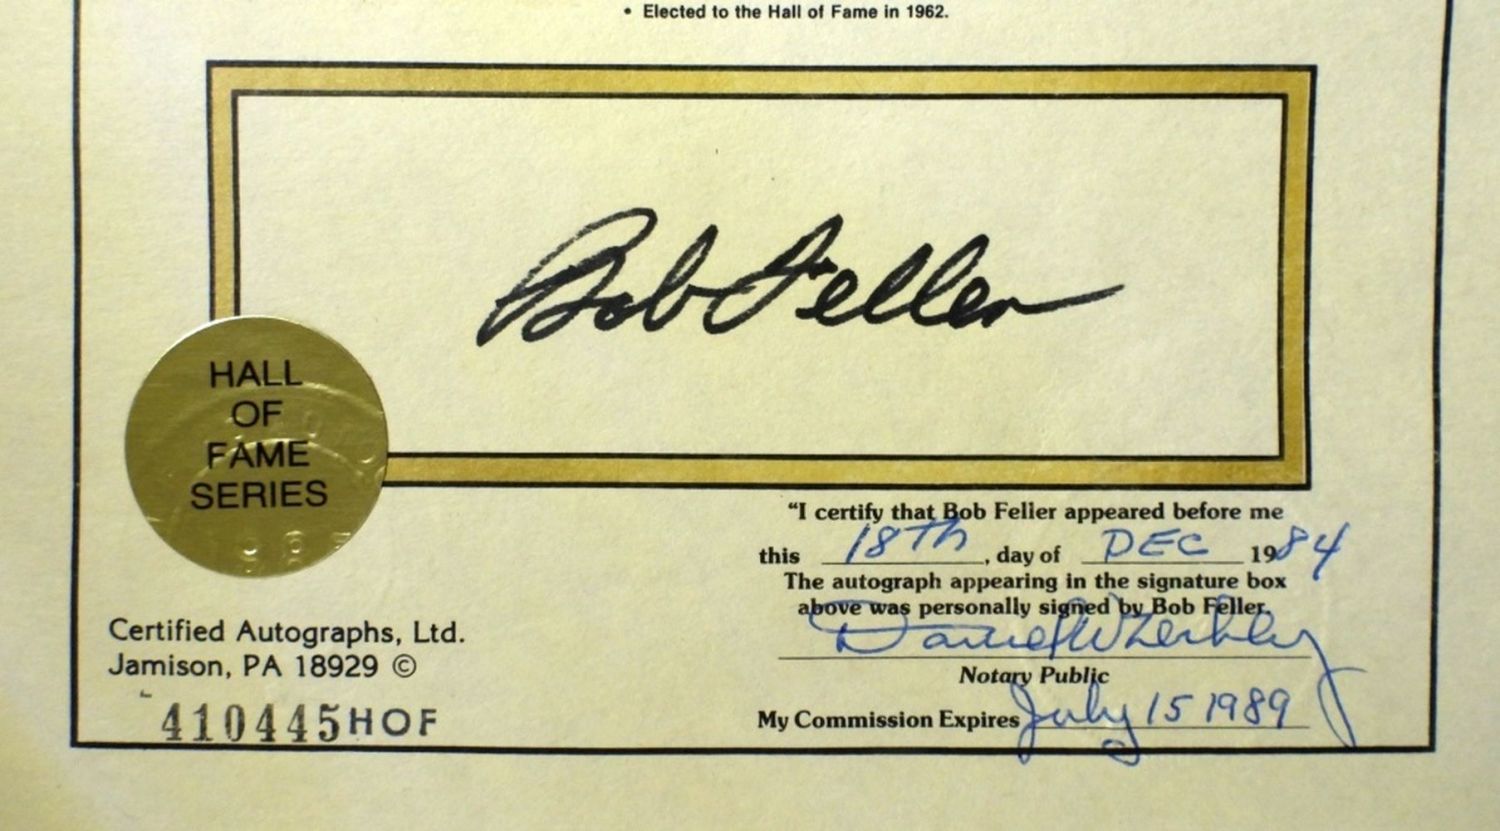 • Elected to the Hall of Fame in 1962.
Bob Feller
HALL
OF
FAME
SERIES
"I certify that Bob Feller appeared before me
this 18Th, day of DEC 1984
The autograph appearing in the signature box
above was personally signed by Bob Feller.
Daniel W
Notary Public
My Commission Expires July 15 1989
Certified Autographs, Ltd.
Jamison, PA 18929 ©
410445HOF